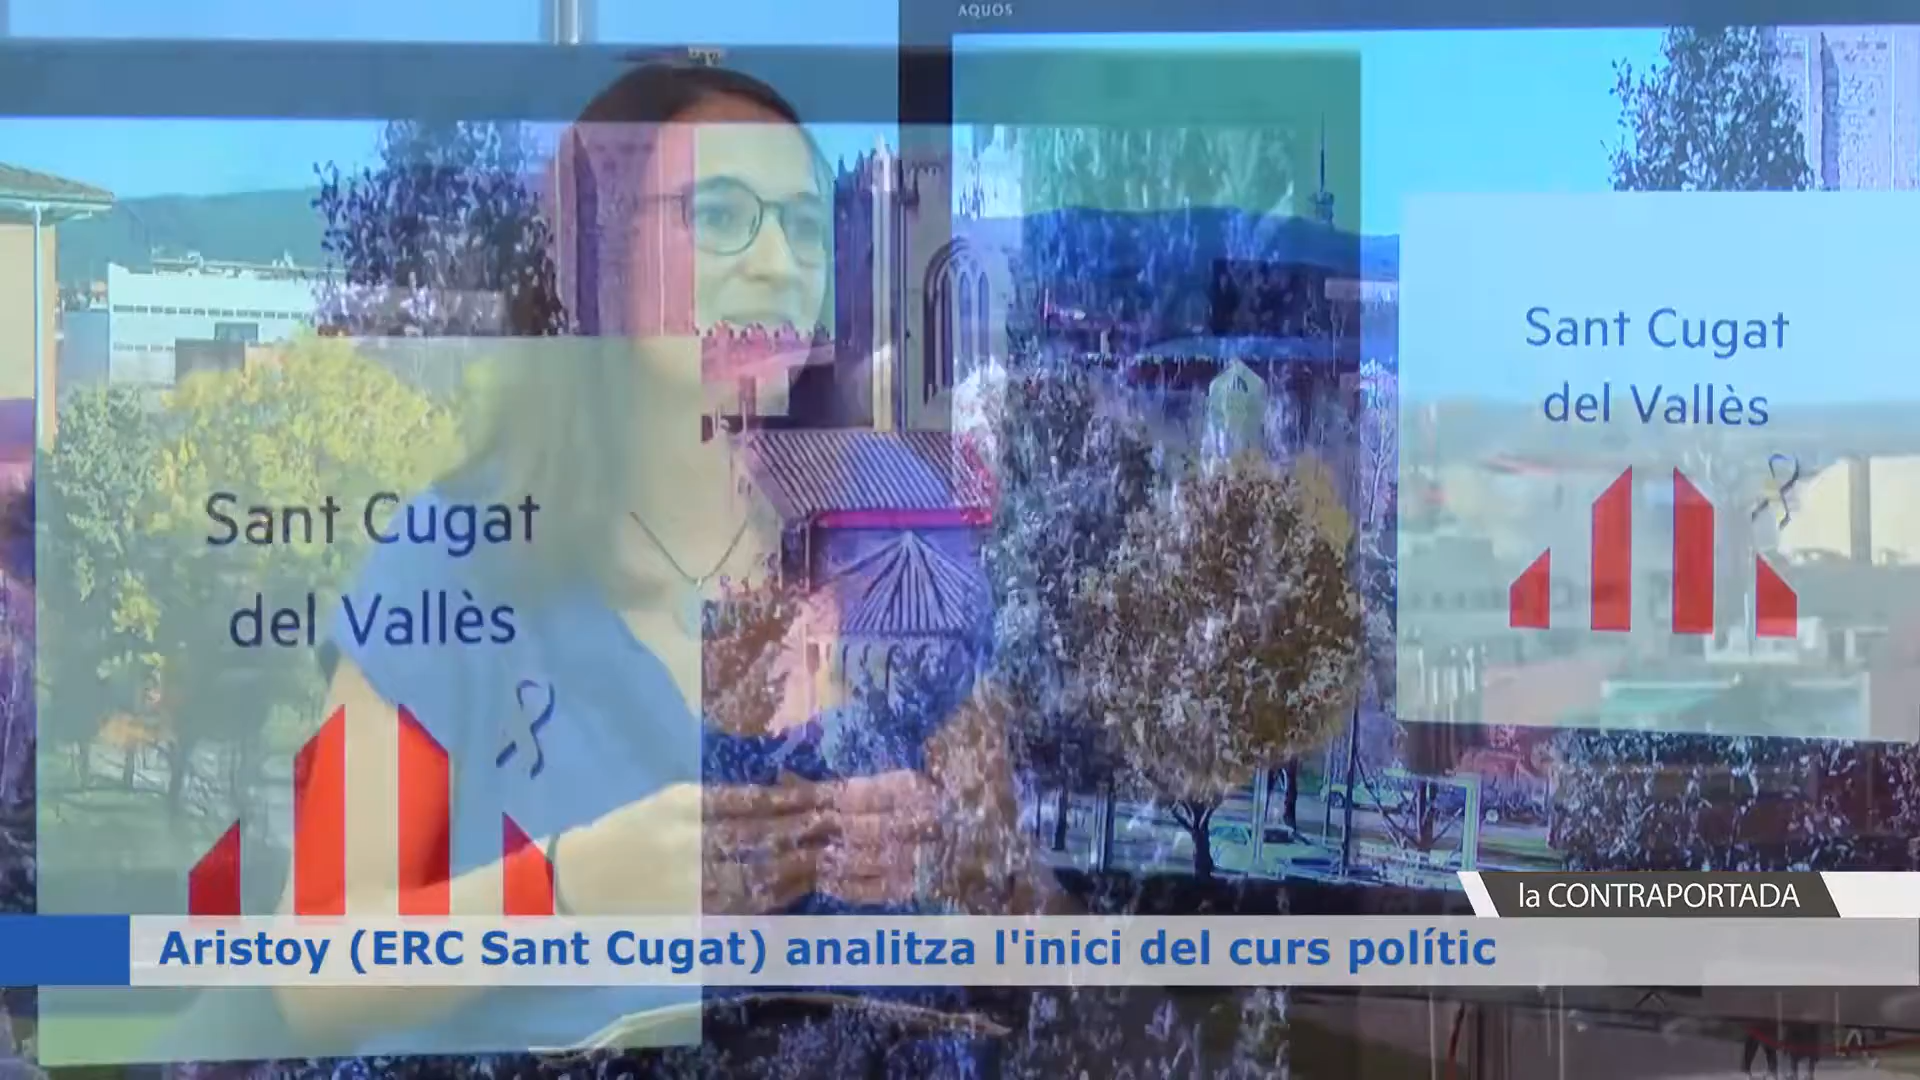 AQUOS
Sant Cugat
del Vallès
Sant Cugat
del Vallès
la CONTRAPORTADA
Aristoy (ERC Sant Cugat) analitza l'inici del curs polític